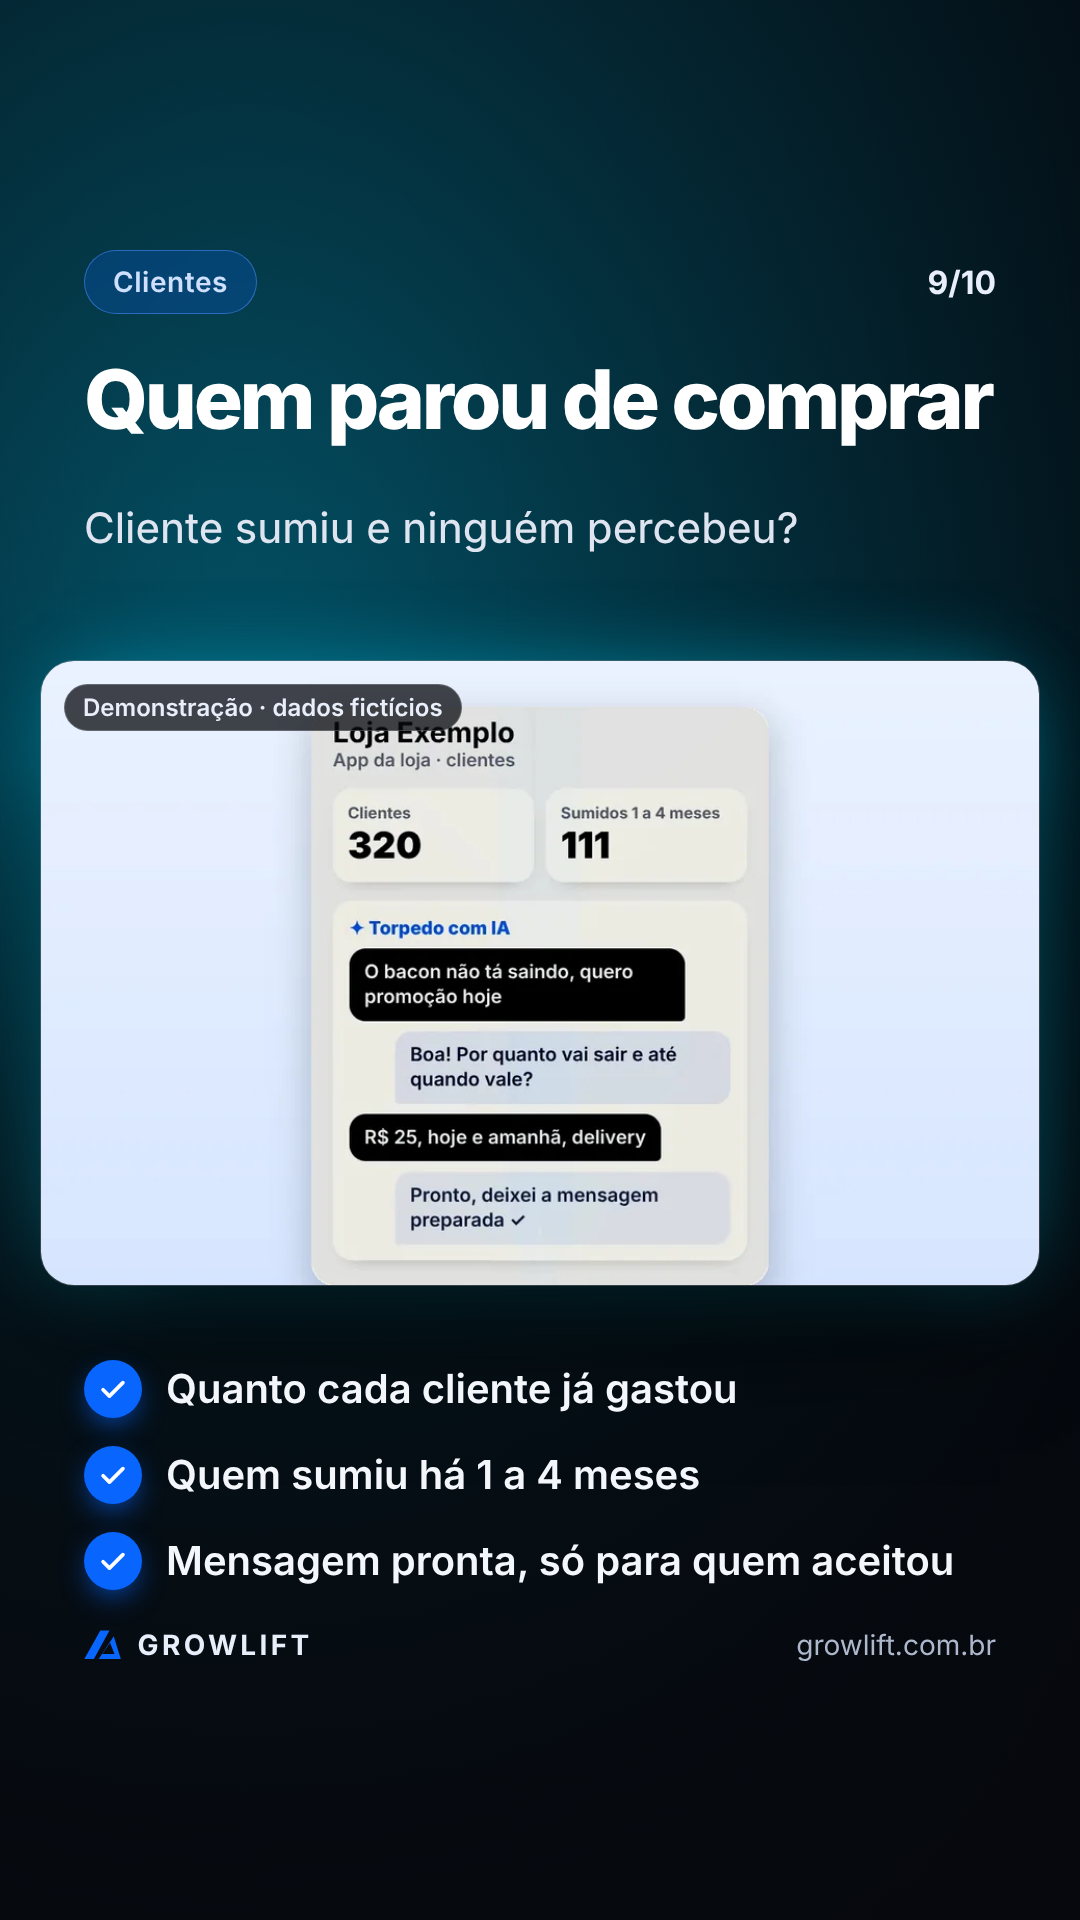 Clientes
9/10
Quem parou de comprar
Cliente sumiu e ninguém percebeu?
Demonstração · dados fictícios
Loja Exemplo
App da loja · clientes
Clientes
320
Sumidos 1 a 4 meses
111
✦ Torpedo com IA
O bacon não tá saindo, quero
promoção hoje
Boa! Por quanto vai sair e até
quando vale?
R$ 25, hoje e amanhã, delivery
Pronto, deixei a mensagem
preparada ✓
Quanto cada cliente já gastou
Quem sumiu há 1 a 4 meses
Mensagem pronta, só para quem aceitou
GROWLIFT
growlift.com.br